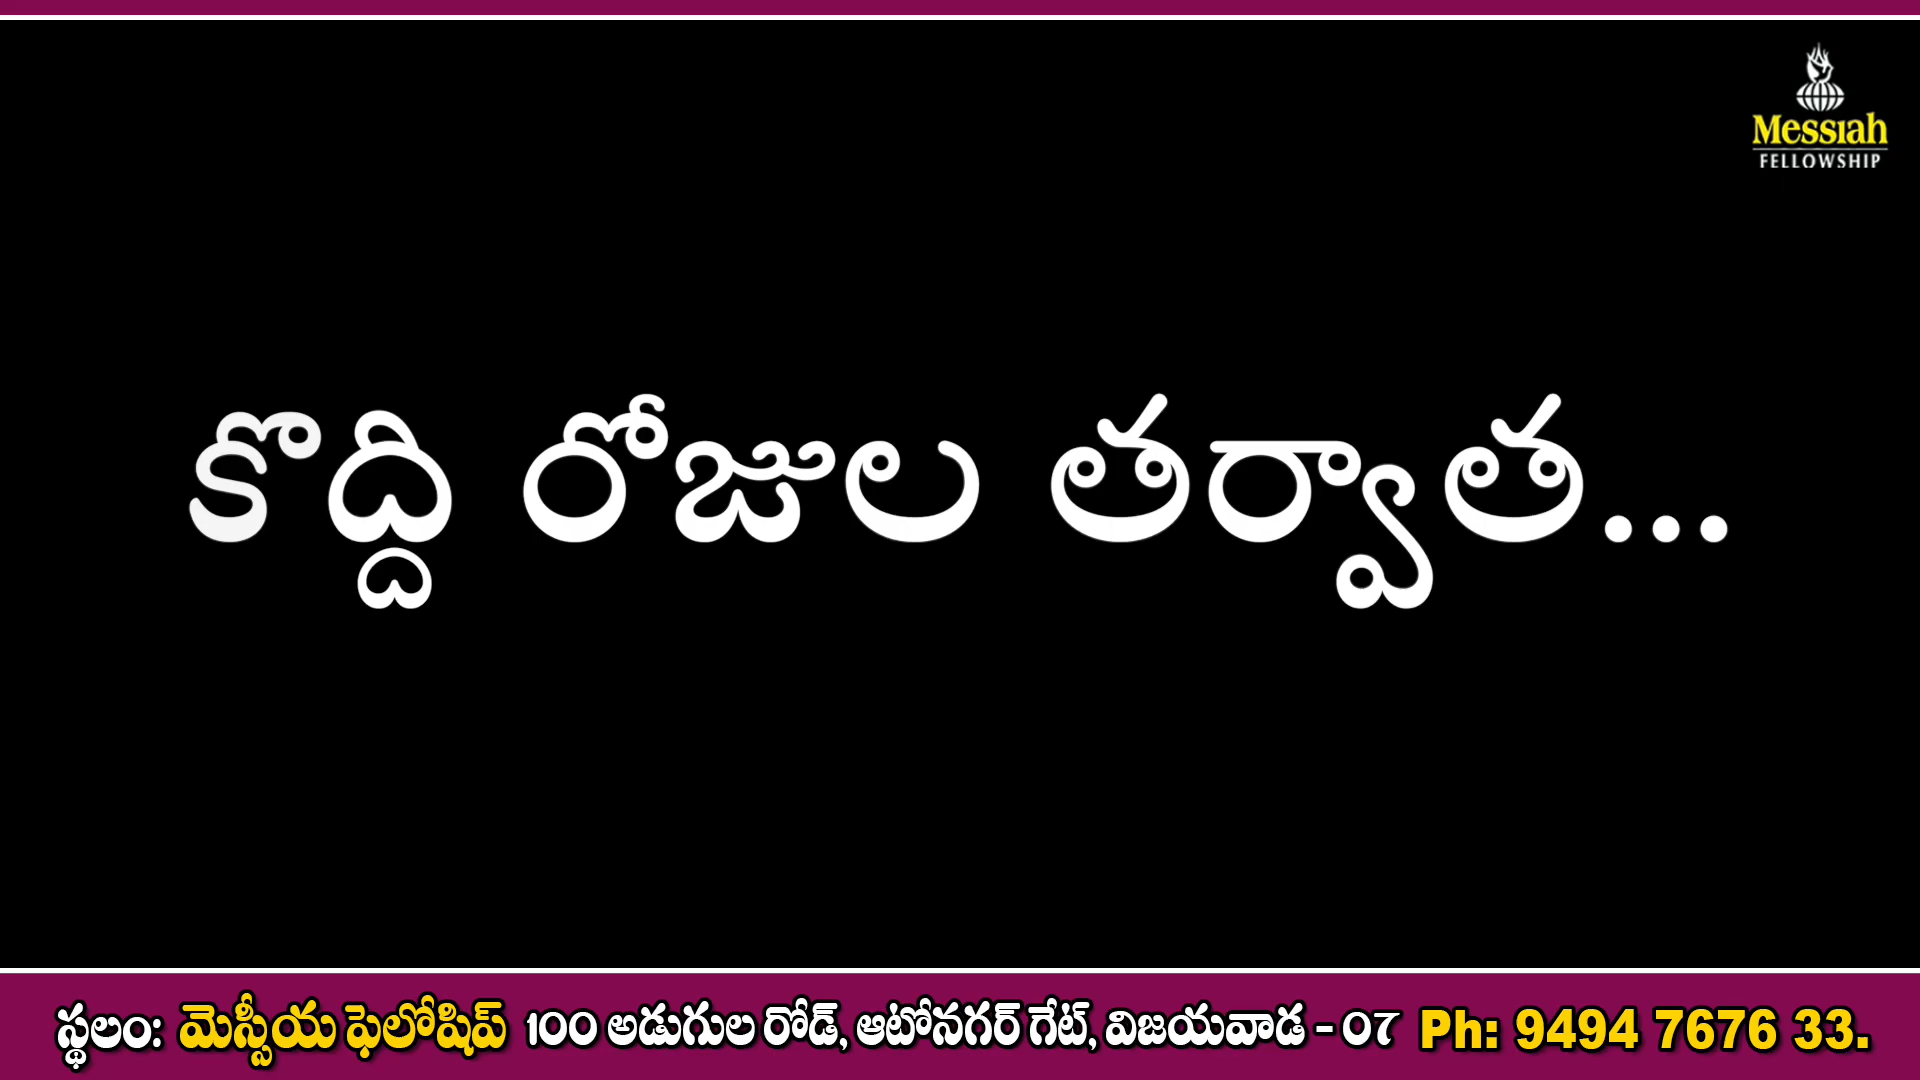 Messiah
FELLOWSHIP
కొద్ది రోజుల తర్వాత...
స్థలం: మెస్సీయ ఫెలోషిప్ 100 అడుగుల రోడ్, ఆటోనగర్ గేట్, విజయవాడ - 07 Ph: 9494 7676 33.